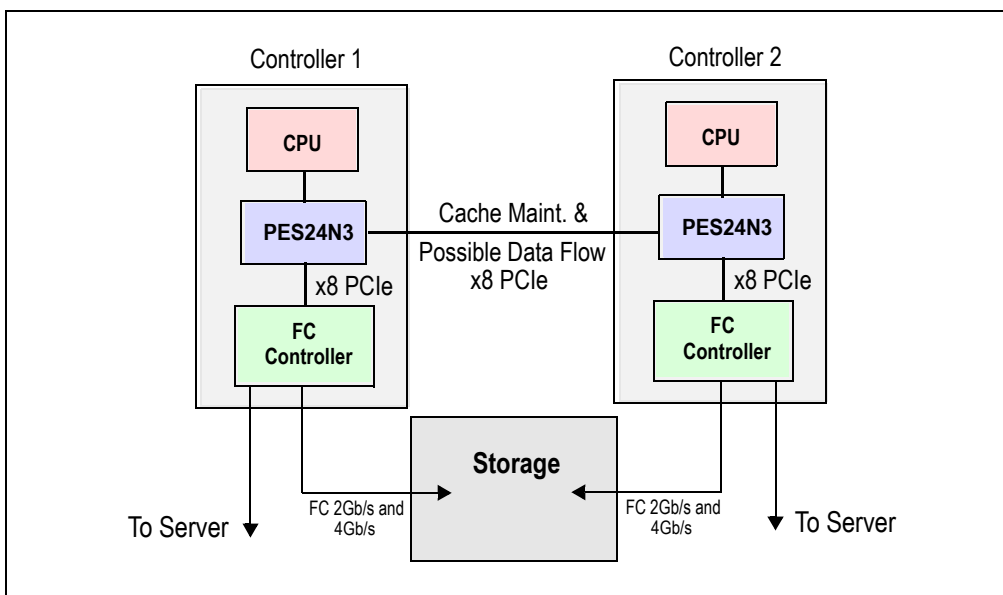 Controller 1
Controller 2
CPU
CPU
PES24N3
Cache Maint. &
PES24N3
Possible Data Flow
x8 PCIe
x8 PCIe
x8 PCIe
FC
Controller
FC
Controller
Storage
FC 2Gb/s and
4Gb/s
FC 2Gb/s and
4Gb/s
To Server
To Server